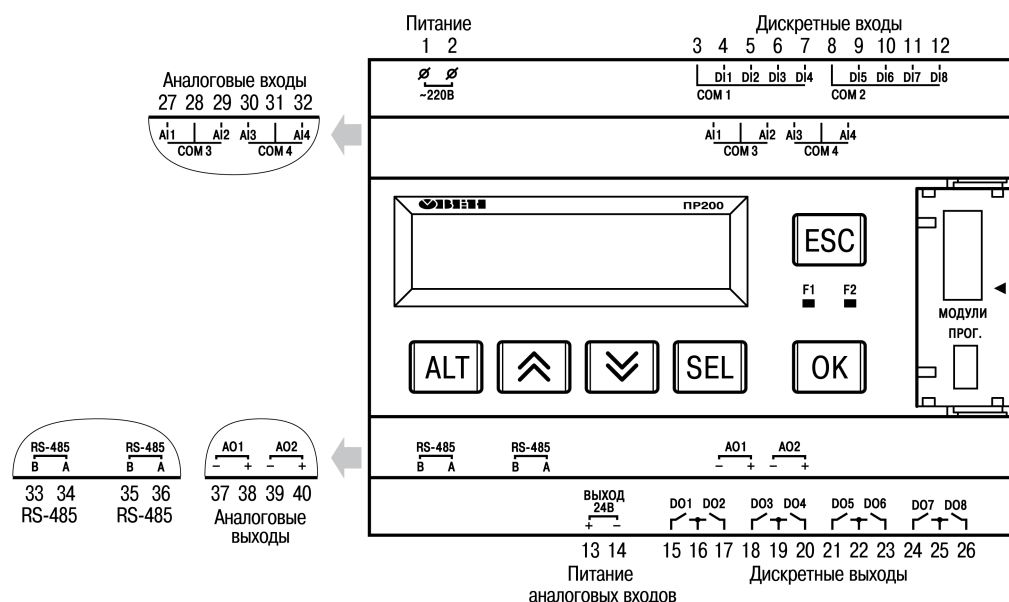 Питание
1 2
Дискретные входы
3 4 5 6 7 8 9 10 11 12
~220В
DI1 DI2 DI3 DI4 DI5 DI6 DI7 DI8
COM 1 COM 2
Аналоговые входы
27 28 29 30 31 32
AI1 AI2 AI3 AI4
COM 3 COM 4
AI1 AI2 AI3 AI4
COM 3 COM 4
ОВЕН ПР200
ESC
F1 F2
МОДУЛИ
ПРОГ.
ALT SEL OK
RS-485 RS-485
B A B A
33 34 35 36
RS-485 RS-485
AO1 AO2
– + – +
37 38 39 40
Аналоговые
выходы
RS-485 RS-485
B A B A
AO1 AO2
– + – +
ВЫХОД
24В
+ –
DO1 DO2 DO3 DO4 DO5 DO6 DO7 DO8
13 14 15 16 17 18 19 20 21 22 23 24 25 26
Питание
аналоговых входов
Дискретные выходы